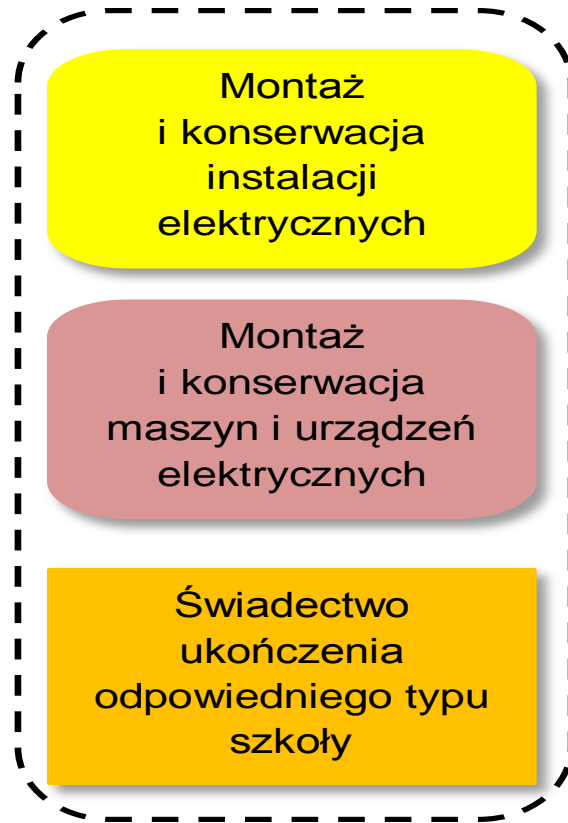 Montaż
i konserwacja
instalacji
elektrycznych
Montaż
i konserwacja
maszyn i urządzeń
elektrycznych
Świadectwo
ukończenia
odpowiedniego typu
szkoły